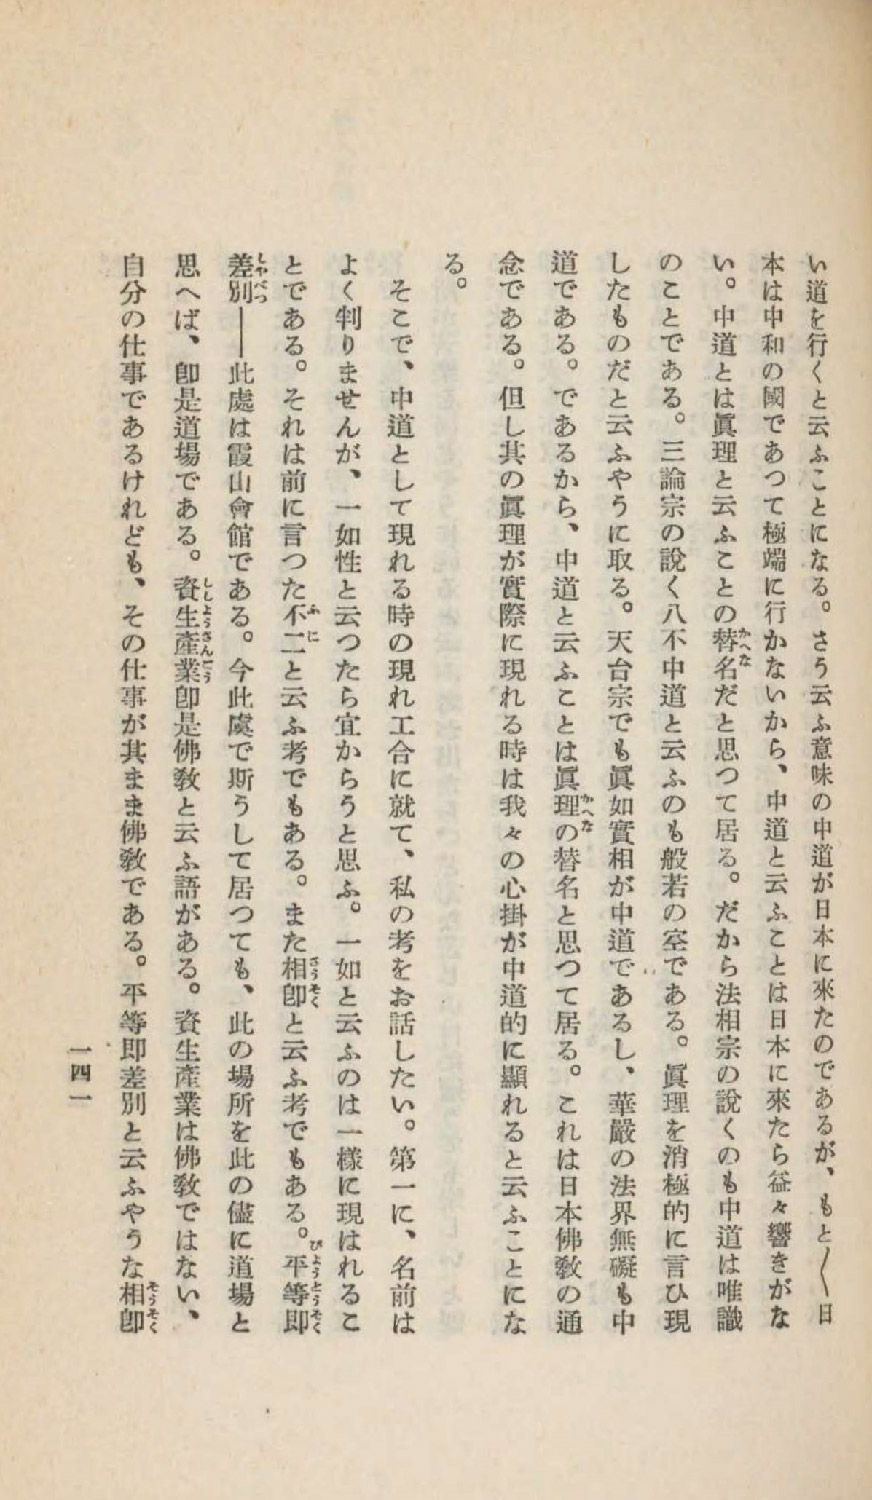 い道を行くと云ふことになる。さう云ふ意味の中道が日本に來たのであるが、もと〳〵日
本は中和の國であつて極端に行かないから、中道と云ふことは日本に來たら益々響きがな
い。中道とは眞理と云ふことの替名だと思つて居る。だから法相宗の說くのも中道は唯識
のことである。三論宗の說く八不中道と云ふのも般若の空である。眞理を消極的に言ひ現
したものだと云ふやうに取る。天台宗でも眞如實相が中道であるし、華嚴の法界無礙も中
道である。であるから、中道と云ふことは眞理の替名と思つて居る。これは日本佛敎の通
念である。但し其の眞理が實際に現れる時は我々の心掛が中道的に顯れると云ふことにな
る。
そこで、中道として現れる時の現れ工合に就て、私の考をお話したい。第一に、名前は
よく判りませんが、一如性と云つたら宜からうと思ふ。一如と云ふのは一樣に現はれるこ
とである。それは前に言つた不二と云ふ考でもある。また相卽と云ふ考でもある。平等卽
差別――此處は霞山會館である。今此處で斯うして居つても、此の場所を此の儘に道場と
思へば、卽是道場である。資生產業卽是佛敎と云ふ語がある。資生產業は佛敎ではない、
自分の仕事であるけれども、その仕事が其まま佛敎である。平等卽差別と云ふやうな相卽
一四一